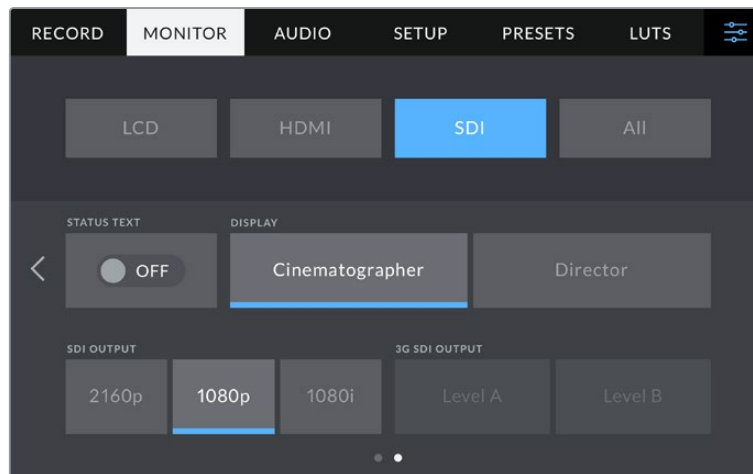 RECORD MONITOR AUDIO SETUP PRESETS LUTS
LCD HDMI SDI All
STATUS TEXT DISPLAY
OFF Cinematographer Director
SDI OUTPUT 3G SDI OUTPUT
2160p 1080p 1080i Level A Level B